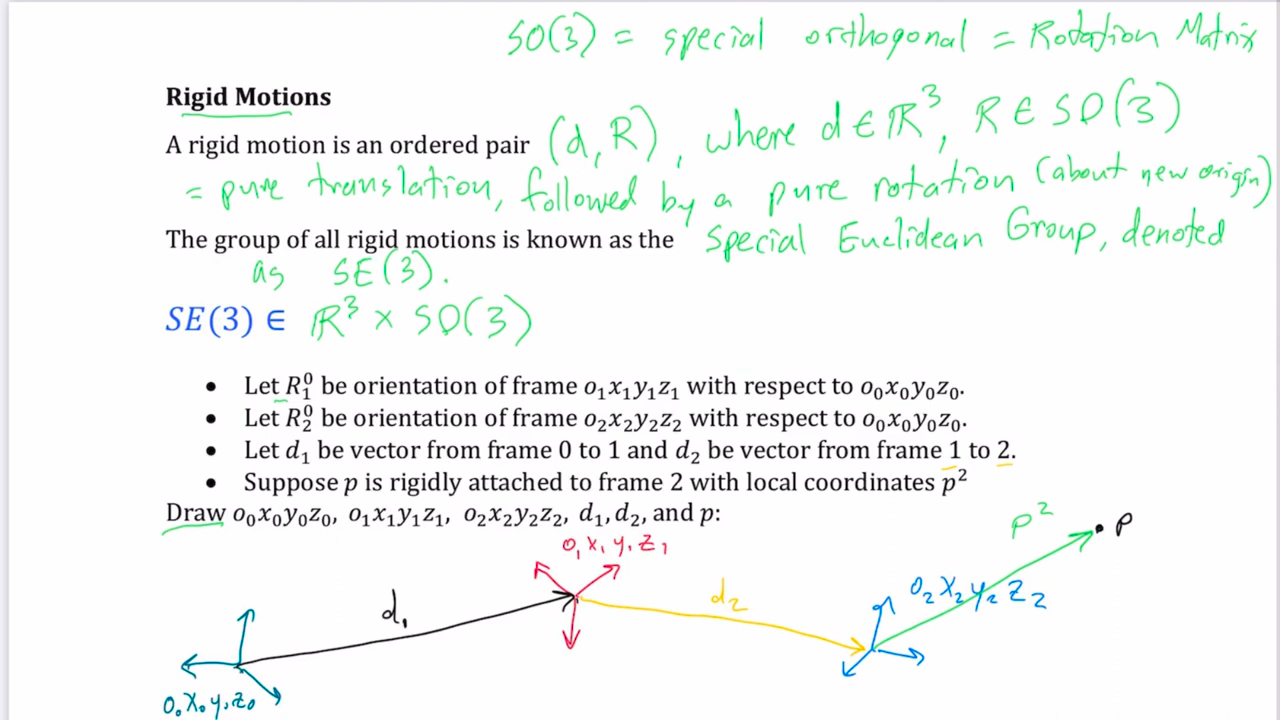 SO(3) = special orthogonal = Rotation Matrix
Rigid Motions
A rigid motion is an ordered pair (d, R), where d ∈ ℝ³, R ∈ SO(3)
= pure translation, followed by a pure rotation (about new origin)
The group of all rigid motions is known as the Special Euclidean Group, denoted
as SE(3).
SE(3) ∈ ℝ³ × SO(3)
• Let R₁⁰ be orientation of frame o₁x₁y₁z₁ with respect to o₀x₀y₀z₀.
• Let R₂⁰ be orientation of frame o₂x₂y₂z₂ with respect to o₀x₀y₀z₀.
• Let d₁ be vector from frame 0 to 1 and d₂ be vector from frame 1 to 2.
• Suppose p is rigidly attached to frame 2 with local coordinates p²
Draw o₀x₀y₀z₀, o₁x₁y₁z₁, o₂x₂y₂z₂, d₁, d₂, and p:
p²
p
o₁x₁y₁z₁
d₁
d₂
o₂x₂y₂z₂
o₀x₀y₀z₀